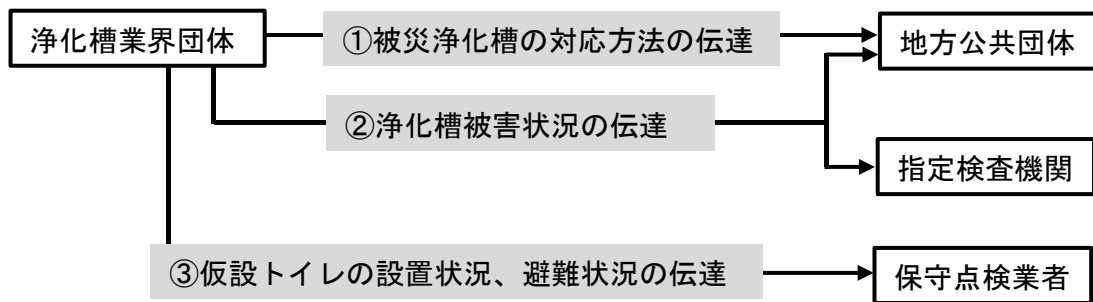 浄化槽業界団体
①被災浄化槽の対応方法の伝達
地方公共団体
②浄化槽被害状況の伝達
指定検査機関
③仮設トイレの設置状況、避難状況の伝達
保守点検業者